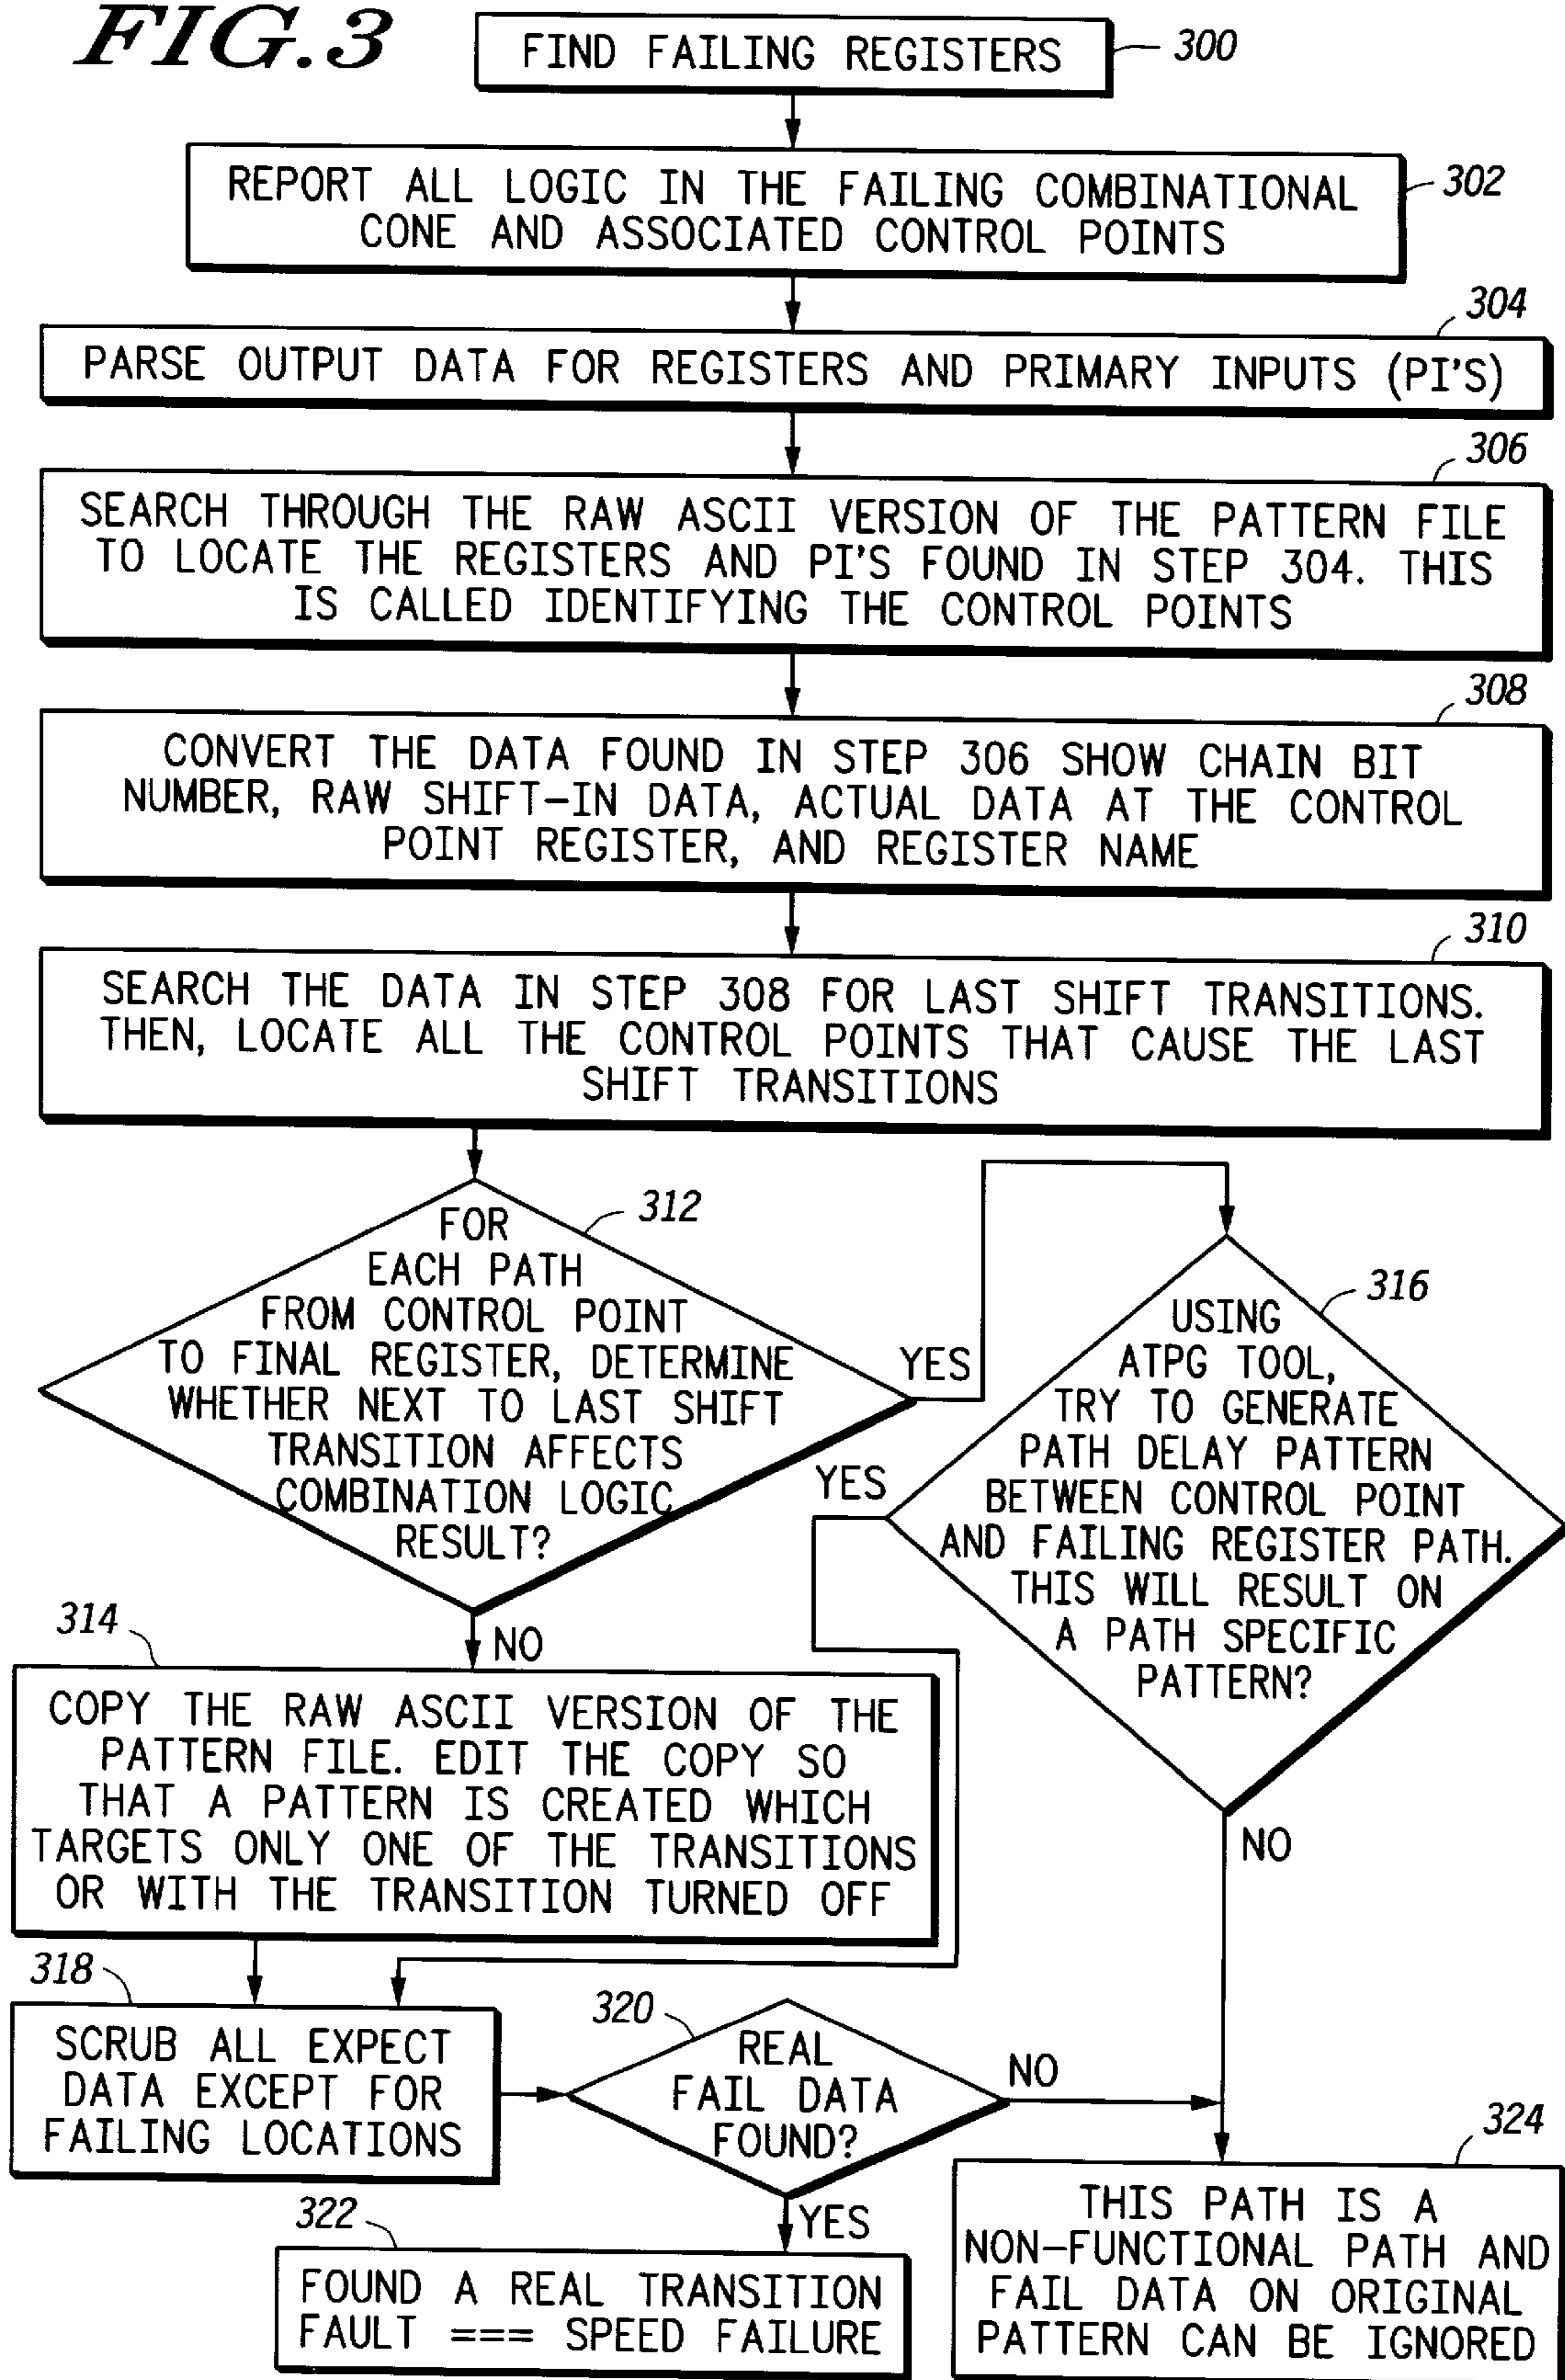 FIG.3
FIND FAILING REGISTERS
300
REPORT ALL LOGIC IN THE FAILING COMBINATIONAL
CONE AND ASSOCIATED CONTROL POINTS
302
304
PARSE OUTPUT DATA FOR REGISTERS AND PRIMARY INPUTS (PI'S)
306
SEARCH THROUGH THE RAW ASCII VERSION OF THE PATTERN FILE
TO LOCATE THE REGISTERS AND PI'S FOUND IN STEP 304. THIS
IS CALLED IDENTIFYING THE CONTROL POINTS
308
CONVERT THE DATA FOUND IN STEP 306 SHOW CHAIN BIT
NUMBER, RAW SHIFT-IN DATA, ACTUAL DATA AT THE CONTROL
POINT REGISTER, AND REGISTER NAME
310
SEARCH THE DATA IN STEP 308 FOR LAST SHIFT TRANSITIONS.
THEN, LOCATE ALL THE CONTROL POINTS THAT CAUSE THE LAST
SHIFT TRANSITIONS
312
FOR
EACH PATH
FROM CONTROL POINT
TO FINAL REGISTER, DETERMINE
WHETHER NEXT TO LAST SHIFT
TRANSITION AFFECTS
COMBINATION LOGIC
RESULT?
YES
316
USING
ATPG TOOL,
TRY TO GENERATE
PATH DELAY PATTERN
BETWEEN CONTROL POINT
AND FAILING REGISTER PATH.
THIS WILL RESULT ON
A PATH SPECIFIC
PATTERN?
YES
NO
314
NO
COPY THE RAW ASCII VERSION OF THE
PATTERN FILE. EDIT THE COPY SO
THAT A PATTERN IS CREATED WHICH
TARGETS ONLY ONE OF THE TRANSITIONS
OR WITH THE TRANSITION TURNED OFF
318
SCRUB ALL EXPECT
DATA EXCEPT FOR
FAILING LOCATIONS
320
REAL
FAIL DATA
FOUND?
NO
YES
322
FOUND A REAL TRANSITION
FAULT === SPEED FAILURE
324
THIS PATH IS A
NON-FUNCTIONAL PATH AND
FAIL DATA ON ORIGINAL
PATTERN CAN BE IGNORED